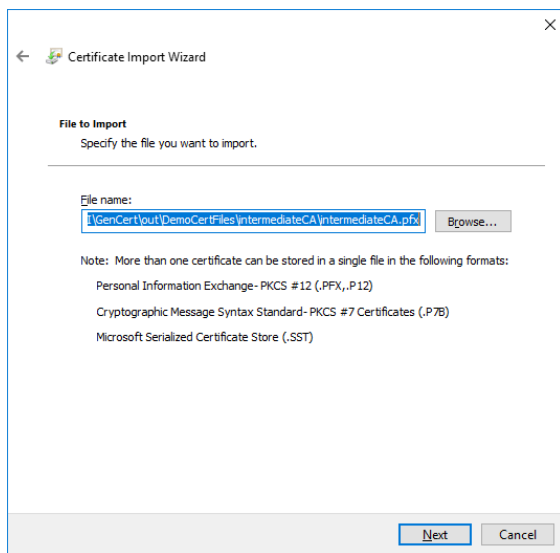 Certificate Import Wizard
File to Import
Specify the file you want to import.
File name:
I\GenCert\out\DemoCertFiles\intermediateCA\intermediateCA.pfx
Browse...
Note: More than one certificate can be stored in a single file in the following formats:
Personal Information Exchange- PKCS #12 (.PFX,.P12)
Cryptographic Message Syntax Standard- PKCS #7 Certificates (.P7B)
Microsoft Serialized Certificate Store (.SST)
Next
Cancel